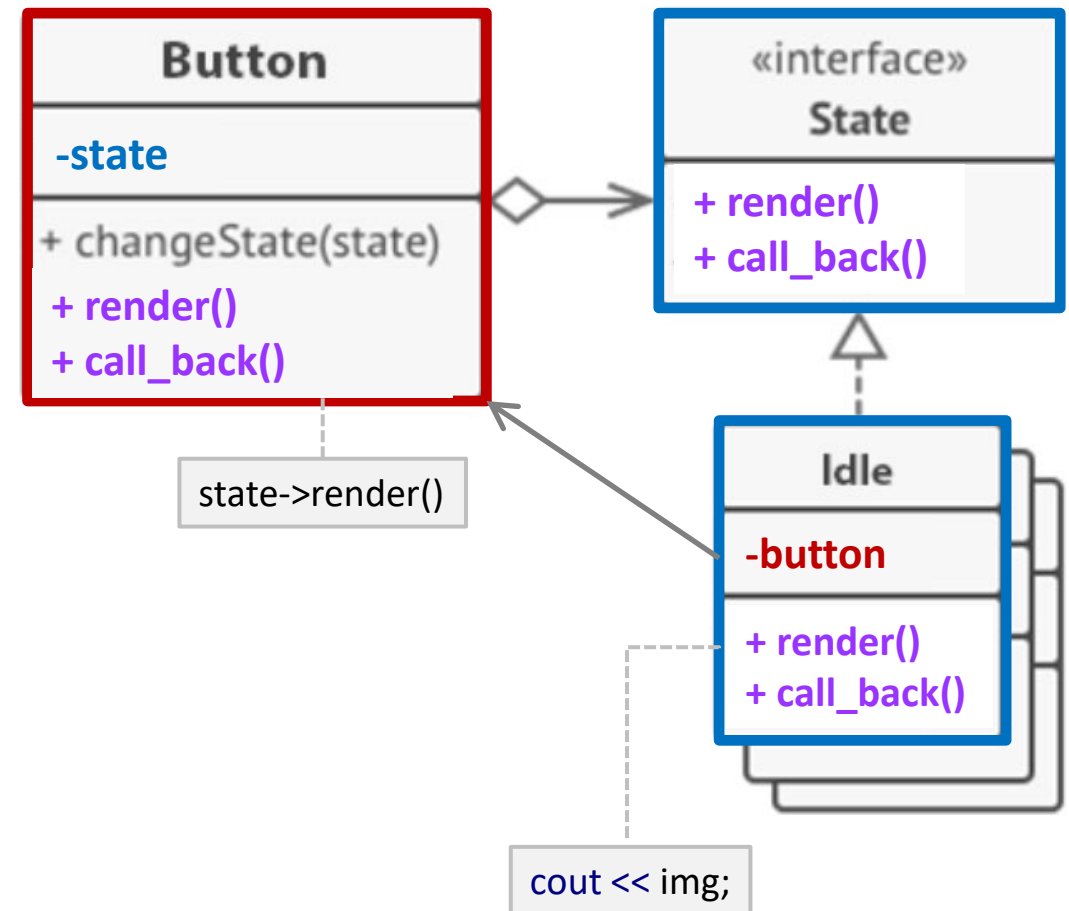 Button
-state
+ changeState(state)
+ render()
+ call_back()
state->render()
«interface»
State
+ render()
+ call_back()
Idle
-button
+ render()
+ call_back()
cout << img;